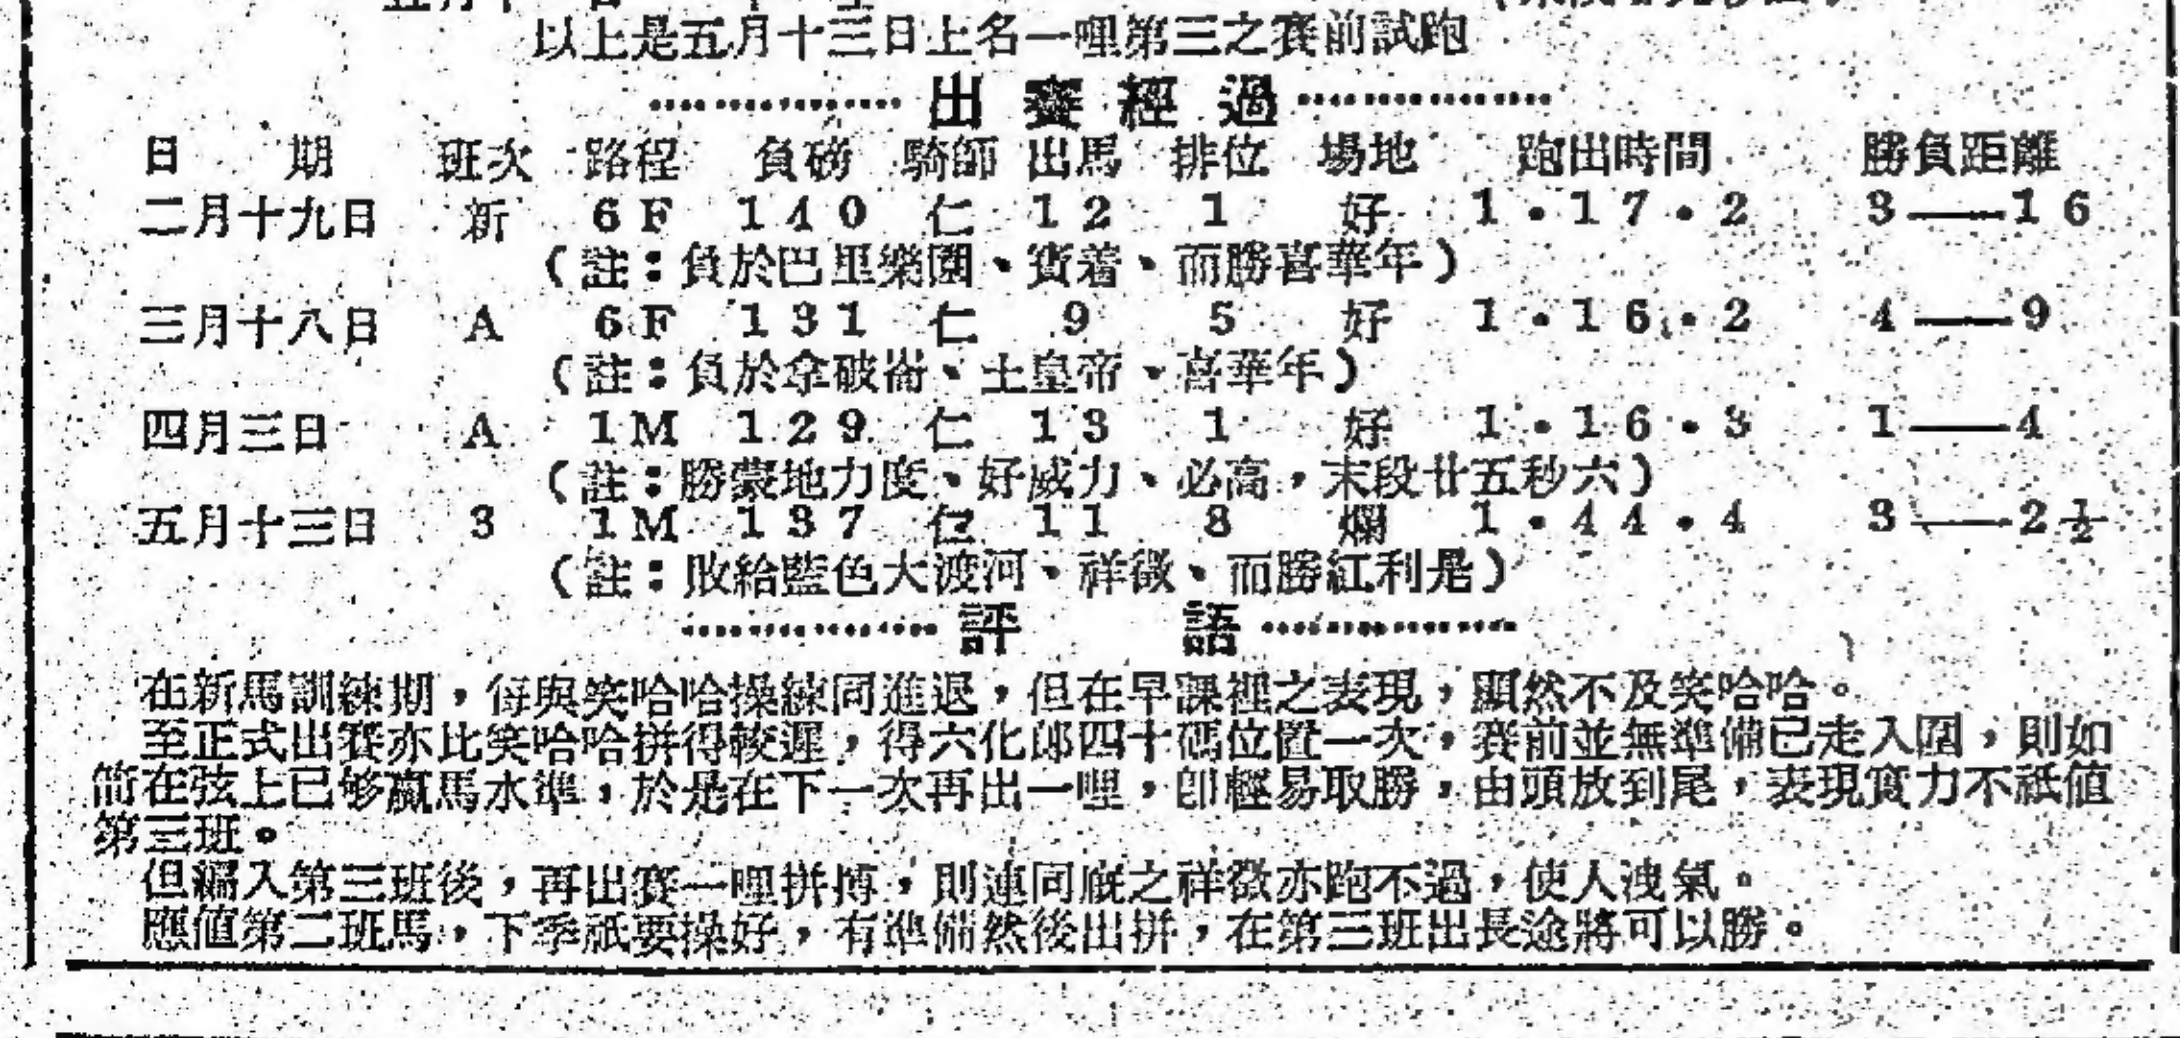 以上是五月十三日上名一哩第三之賽前試跑
出賽經過
日期 班次 路程 負磅 騎師 出馬 排位 場地 跑出時間 勝負距離
二月十九日 新 6F 140 仁 12 1 好 1.17.2 3——16
(註:負於巴里樂園、寶着、而勝喜華年)
三月十八日 A 6F 131 仁 9 5 好 1.16.2 4——9
(註:負於拿破崙、土皇帝、喜華年)
四月三日 A 1M 129 仁 13 1 好 1.16.3 1——4
(註:勝蒙地力度、好威力、必高,末段廿五秒六)
五月十三日 3 1M 137 仁 11 8 爛 1.44.4 3——2½
(註:敗給藍色大渡河、祥徵、而勝紅利是)
評語
在新馬訓練期,每與笑哈哈操練同進退,但在早課裡之表現,顯然不及笑哈哈。
至正式出賽亦比笑哈哈拼得較遲,得六化郎四十碼位置一次,賽前並無準備已走入圍,則如
箭在弦上已够贏馬水準,於是在下一次再出一哩,卽輕易取勝,由頭放到尾,表現實力不祇值
第三班。
但編入第三班後,再出賽一哩拼搏,則連同廐之祥徵亦跑不過,使人洩氣。
應值第二班馬,下季祇要操好,有準備然後出拼,在第三班出長途將可以勝。